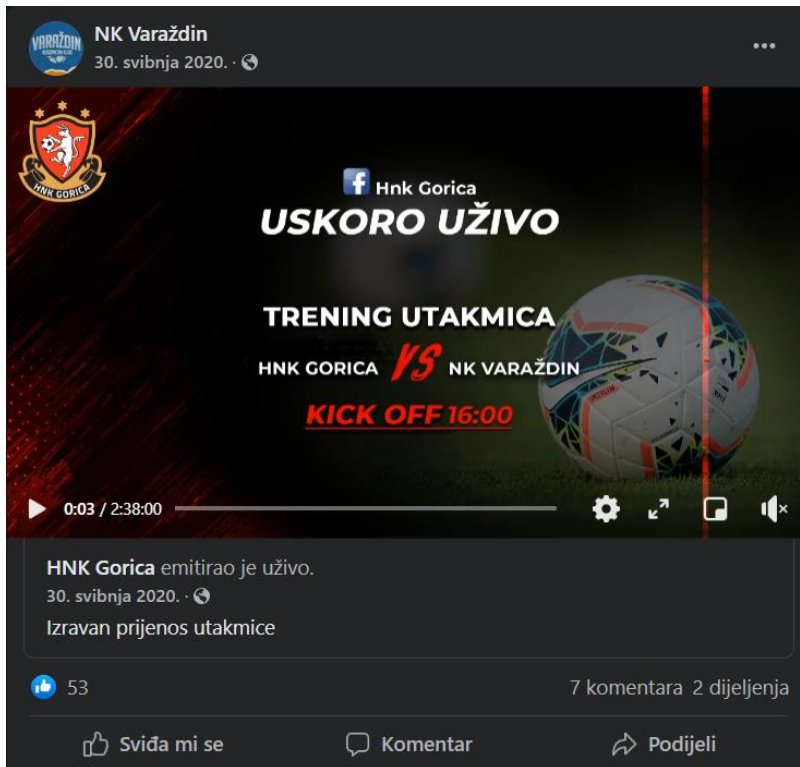 VARAŽDIN
NK Varaždin
30. svibnja 2020. ·
HNK GORICA
f Hnk Gorica
USKORO UŽIVO
TRENING UTAKMICA
HNK GORICA VS NK VARAŽDIN
KICK OFF 16:00
0:03 / 2:38:00
HNK Gorica emitirao je uživo.
30. svibnja 2020. ·
Izravan prijenos utakmice
53
7 komentara 2 dijeljenja
Sviđa mi se Komentar Podijeli